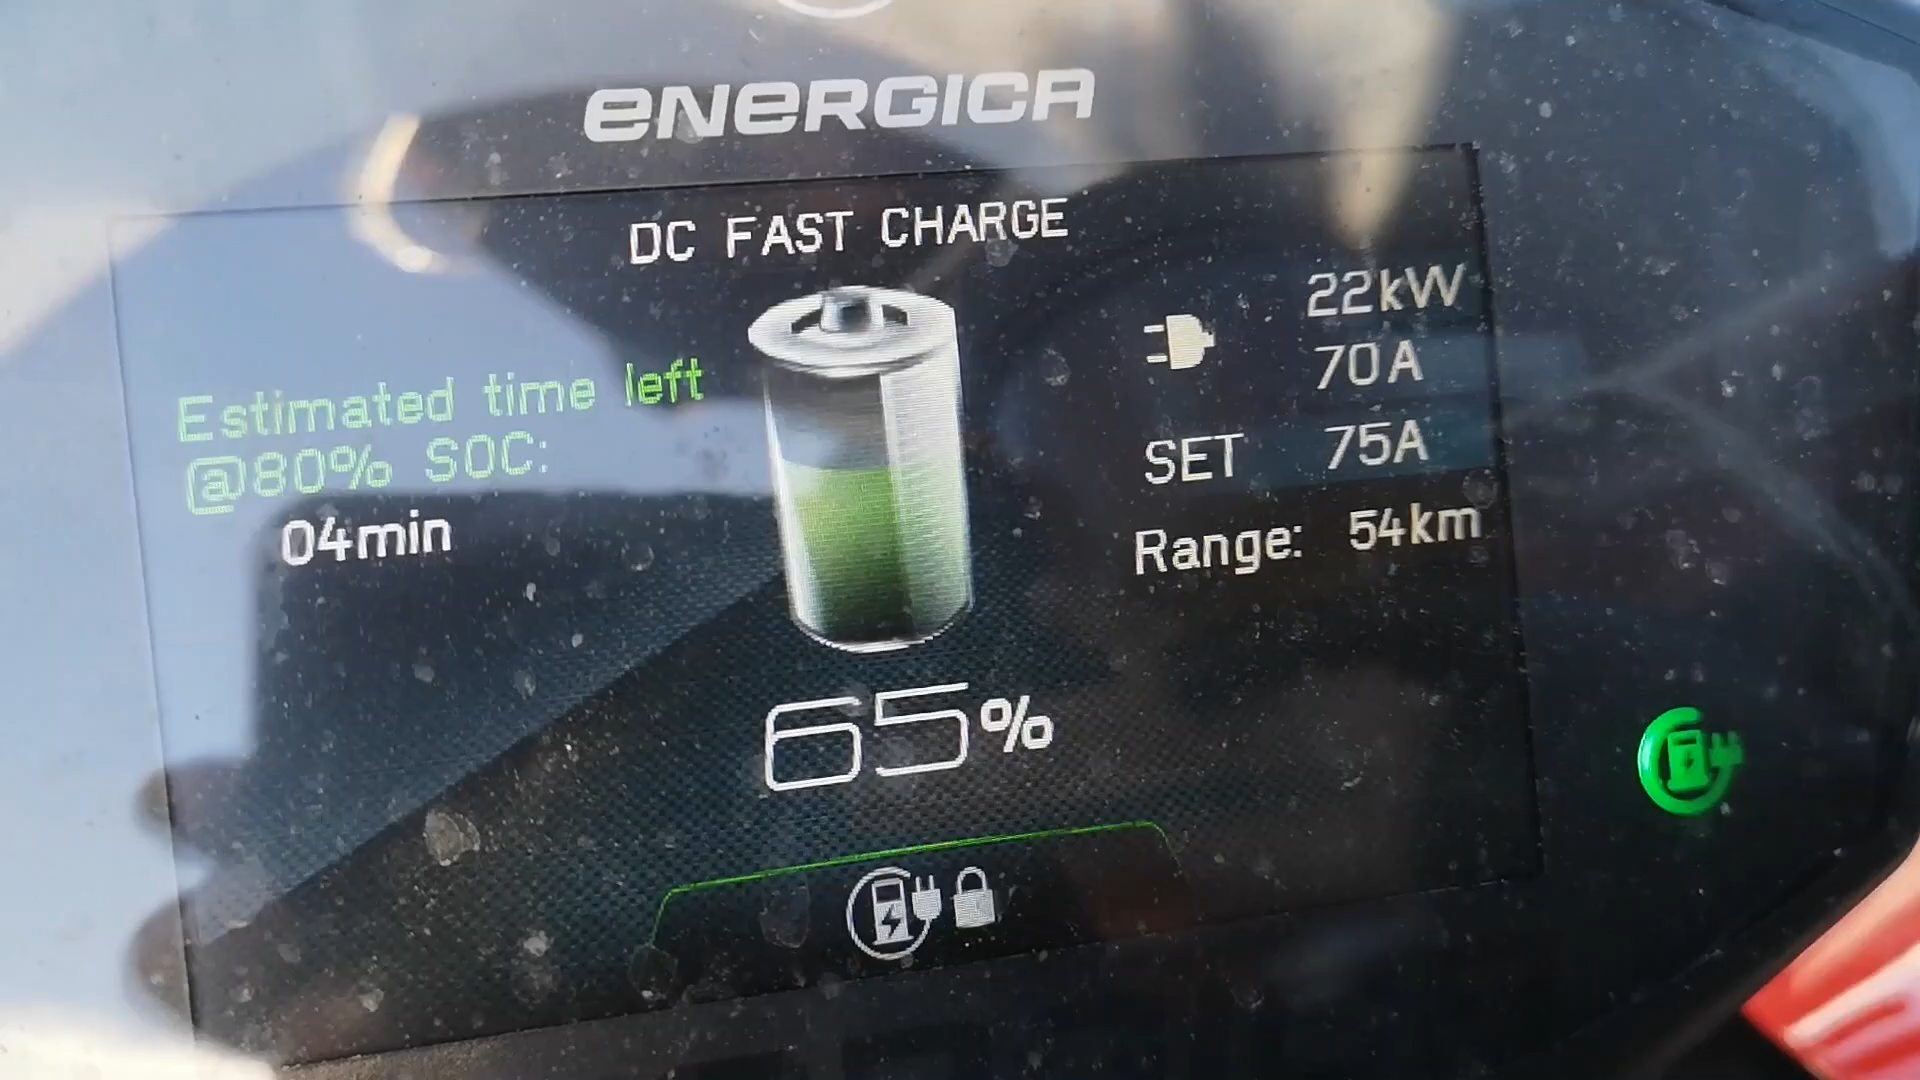 eNeRGICA
DC FAST CHARGE
Estimated time left
@80% SOC:
04min
22kW
70A
SET 75A
Range: 54km
65%